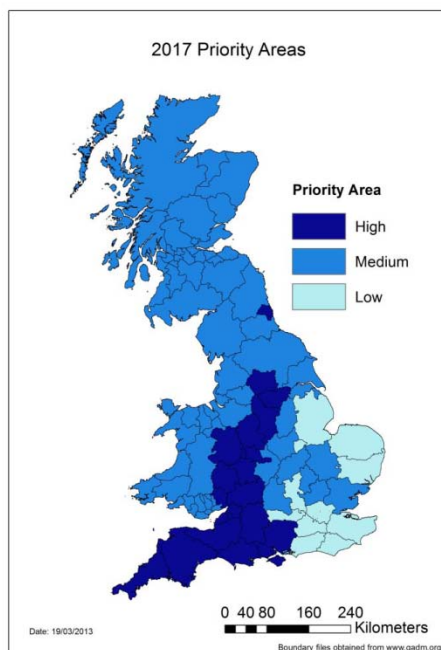 2017 Priority Areas
Priority Area
High
Medium
Low
0 40 80 160 240
Kilometers
Date: 19/03/2013
Boundary files obtained from www.gadm.org